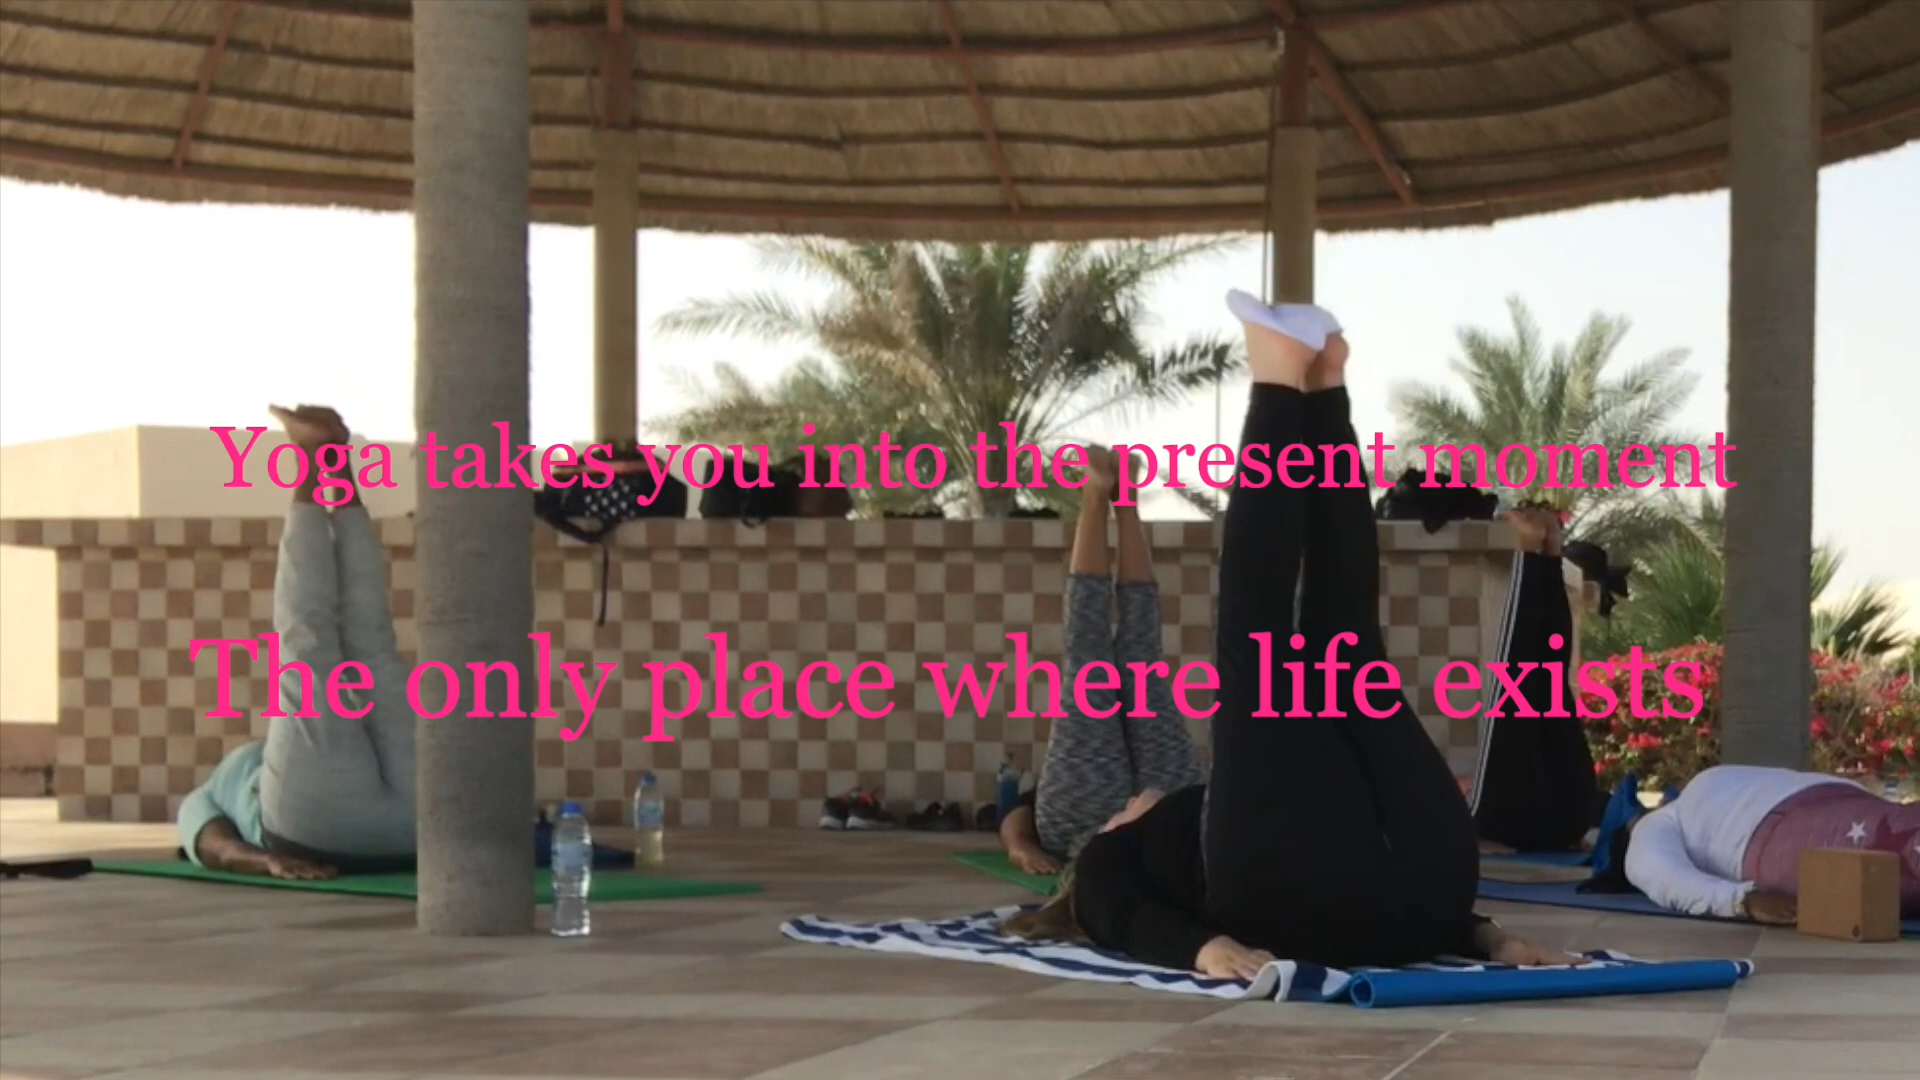 Yoga takes you into the present moment
The only place where life exists